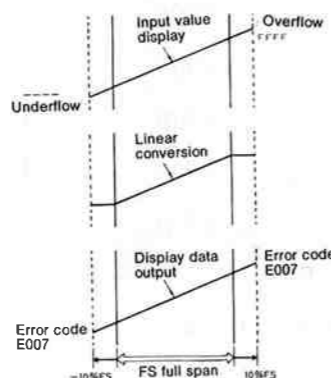 Input value
display
Overflow
FFFF
----
Underflow
Linear
conversion
Display data
output
Error code
E007
Error code
E007
-10%FS
FS full span
10%FS